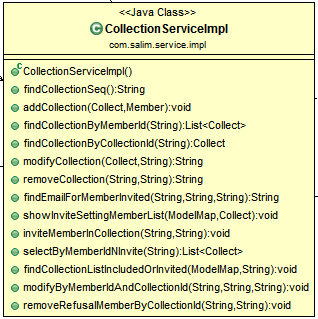 <<Java Class>>
CollectionServiceImpl
com.salim.service.impl
CollectionServiceImpl()
findCollectionSeq():String
addCollection(Collect,Member):void
findCollectionByMemberId(String):List<Collect>
findCollectionByCollectionId(String):Collect
modifyCollection(Collect,String):String
removeCollection(String,String):String
findEmailForMemberInvited(String,String,String):String
showInviteSettingMemberList(ModelMap,Collect):void
inviteMemberInCollection(String,String):void
selectByMemberIdNInvite(String):List<Collect>
findCollectionListIncludedOrInvited(ModelMap,String):void
modifyByMemberIdAndCollectionId(String,String,String):void
removeRefusalMemberByCollectionId(String,String):void